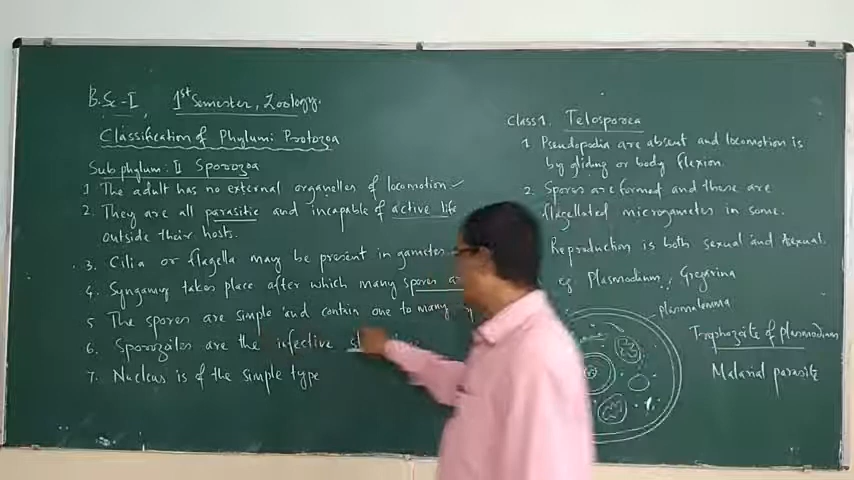 B.Sc-I, 1st Semester, Zoology.
Classification of Phylum: Protozoa
Sub phylum: II Sporozoa
1 The adult has no external organelles of locomotion
2. They are all parasitic and incapable of active life
outside their hosts.
3. Cilia or flagella may be present in gametes
4. Syngamy takes place after which many spores
5 The spores are simple and contain one to many
6. Sporozoites are the infective
7. Nucleus is of the simple type
Class 1. Telosporea
1. Pseudopodia are absent and locomotion is
by gliding or body flexion.
2. Spores are formed and there are
flagellated microgametes in some.
Reproduction is both sexual and asexual.
eg Plasmodium, Gregarina
plasmalemma
Trophozoite of plasmodium
Malarial parasite